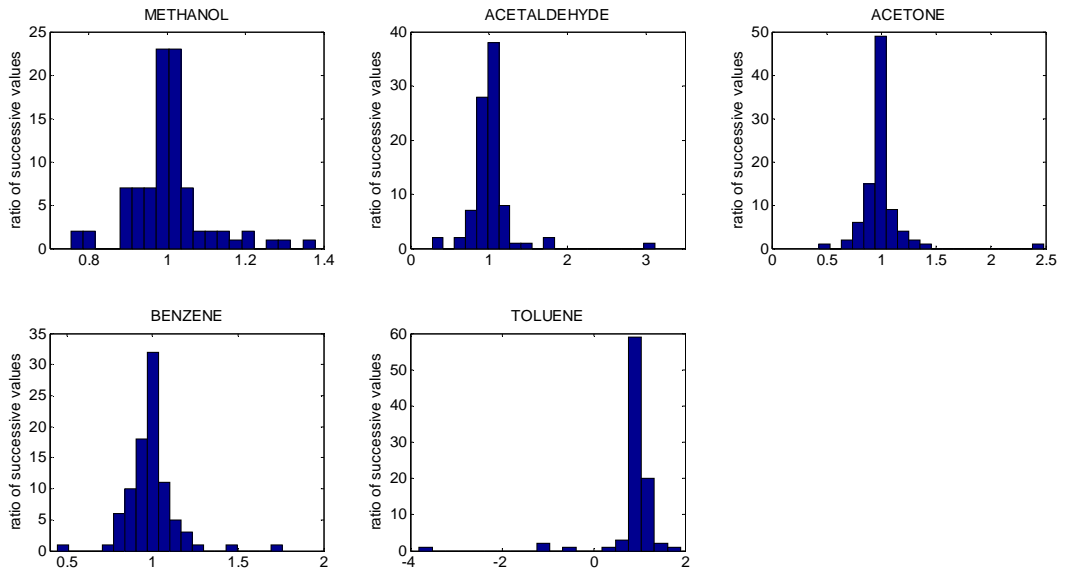 METHANOL
ratio of successive values
25
20
15
10
5
0
0.8 1 1.2 1.4
ACETALDEHYDE
ratio of successive values
40
30
20
10
0
0 1 2 3
ACETONE
ratio of successive values
50
40
30
20
10
0
0 0.5 1 1.5 2 2.5
BENZENE
ratio of successive values
35
30
25
20
15
10
5
0
0.5 1 1.5 2
TOLUENE
ratio of successive values
60
50
40
30
20
10
0
-4 -2 0 2